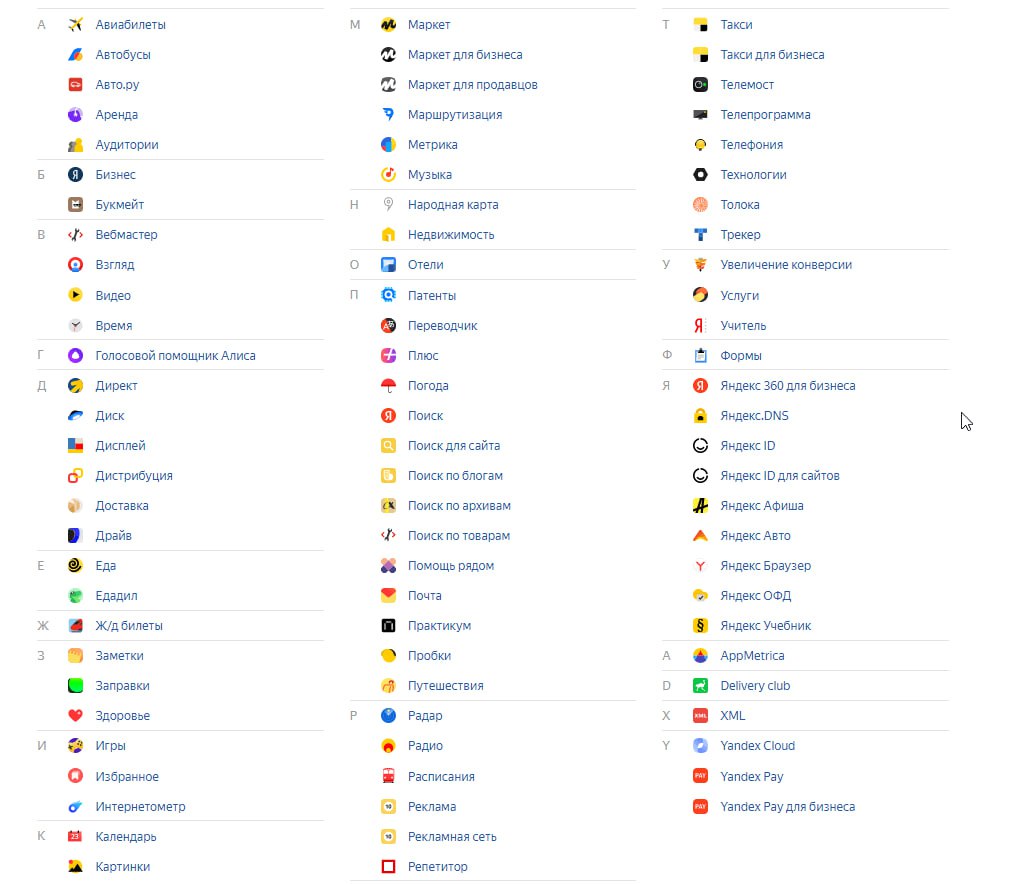 А Авиабилеты
Автобусы
Авто.ру
Аренда
Аудитории
Б Бизнес
Букмейт
В Вебмастер
Взгляд
Видео
Время
Г Голосовой помощник Алиса
Д Директ
Диск
Дисплей
Дистрибуция
Доставка
Драйв
Е Еда
Едадил
Ж Ж/д билеты
З Заметки
Заправки
Здоровье
И Игры
Избранное
Интернетометр
К 23 Календарь
Картинки
М Маркет
Маркет для бизнеса
Маркет для продавцов
Маршрутизация
Метрика
Музыка
Н Народная карта
Недвижимость
О Отели
П Патенты
Переводчик
Плюс
Погода
Я Поиск
Поиск для сайта
Поиск по блогам
Поиск по архивам
Поиск по товарам
Помощь рядом
Почта
Практикум
Пробки
Путешествия
Р Радар
Радио
Расписания
Реклама
Рекламная сеть
Репетитор
Т Такси
Такси для бизнеса
Телемост
Телепрограмма
Телефония
Технологии
Толока
Трекер
У Увеличение конверсии
Услуги
Я Учитель
Ф Формы
Я Я Яндекс 360 для бизнеса
Яндекс.DNS
Яндекс ID
Яндекс ID для сайтов
Яндекс Афиша
Яндекс Авто
Яндекс Браузер
Яндекс ОФД
§ Яндекс Учебник
A AppMetrica
D Delivery club
X XML XML
Y Yandex Cloud
PAY Yandex Pay
PAY Yandex Pay для бизнеса